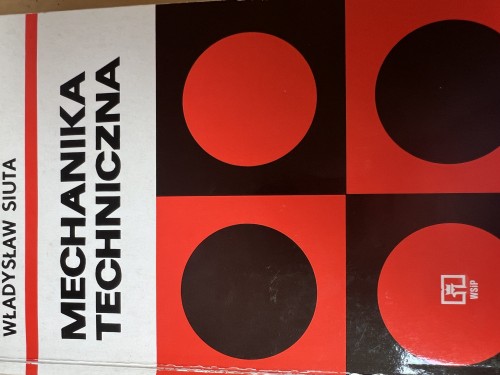 WŁADYSŁAW SIUTA
MECHANIKA
TECHNICZNA
WSiP